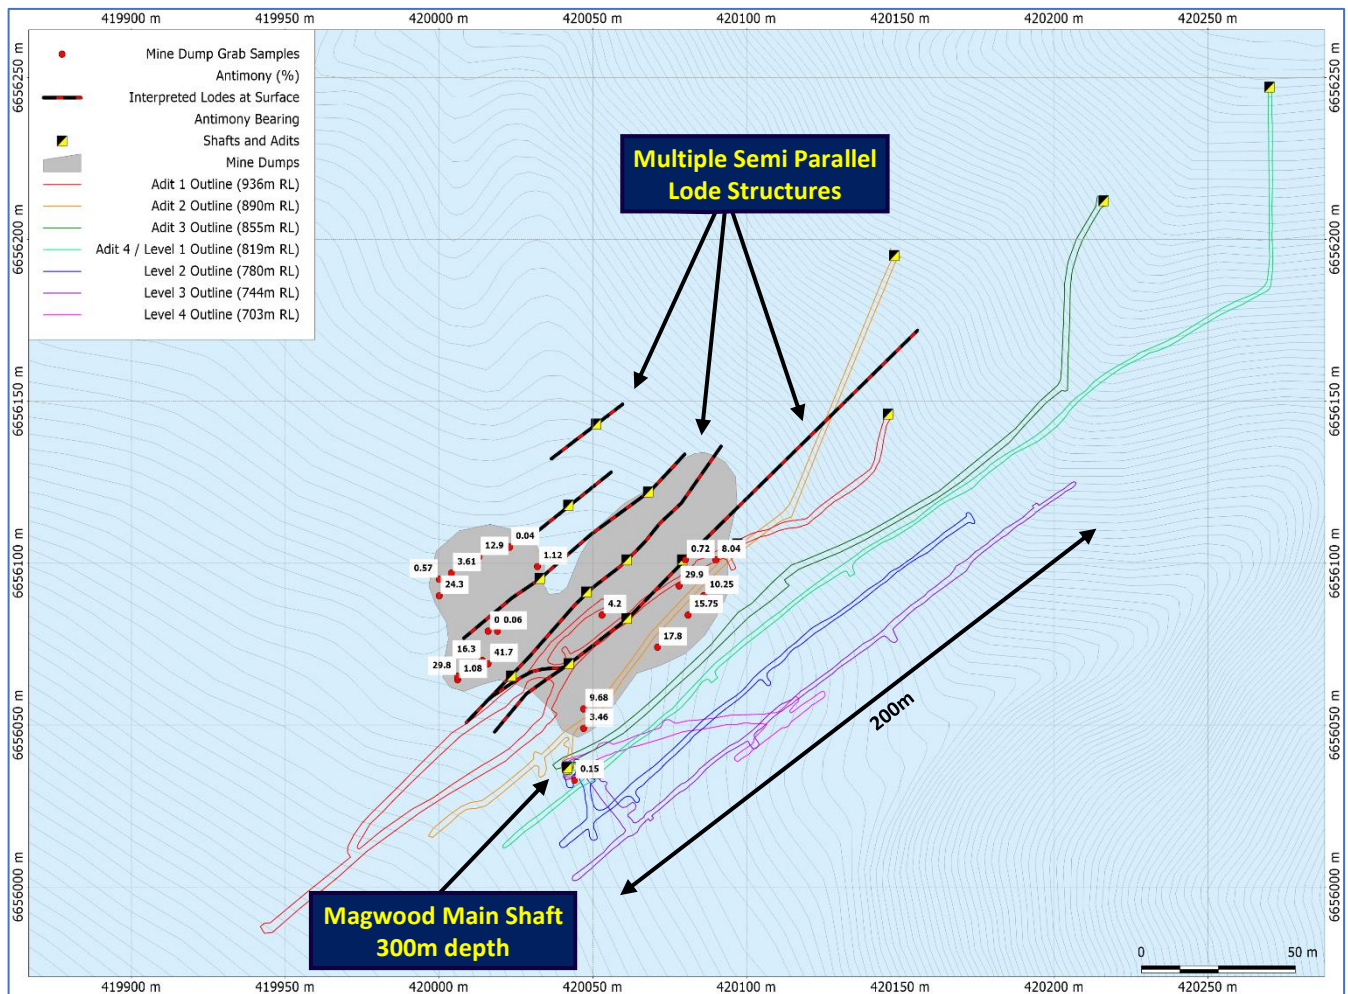 419900 m
419950 m
420000 m
420050 m
420100 m
420150 m
420200 m
420250 m
6656250 m
6656200 m
6656150 m
6656100 m
6656050 m
6656000 m
Mine Dump Grab Samples
Antimony (%)
Interpreted Lodes at Surface
Antimony Bearing
Shafts and Adits
Mine Dumps
Adit 1 Outline (936m RL)
Adit 2 Outline (890m RL)
Adit 3 Outline (855m RL)
Adit 4 / Level 1 Outline (819m RL)
Level 2 Outline (780m RL)
Level 3 Outline (744m RL)
Level 4 Outline (703m RL)
Multiple Semi Parallel
Lode Structures
0.04
12.9
1.12
3.61
0.57
24.3
0.72
8.04
29.9
10.25
4.2
15.75
0
0.06
17.8
16.3
41.7
29.8
1.08
9.68
3.46
0.15
200m
Magwood Main Shaft
300m depth
0
50 m
6656250 m
6656200 m
6656150 m
6656100 m
6656050 m
6656000 m
419900 m
419950 m
420000 m
420050 m
420100 m
420150 m
420200 m
420250 m